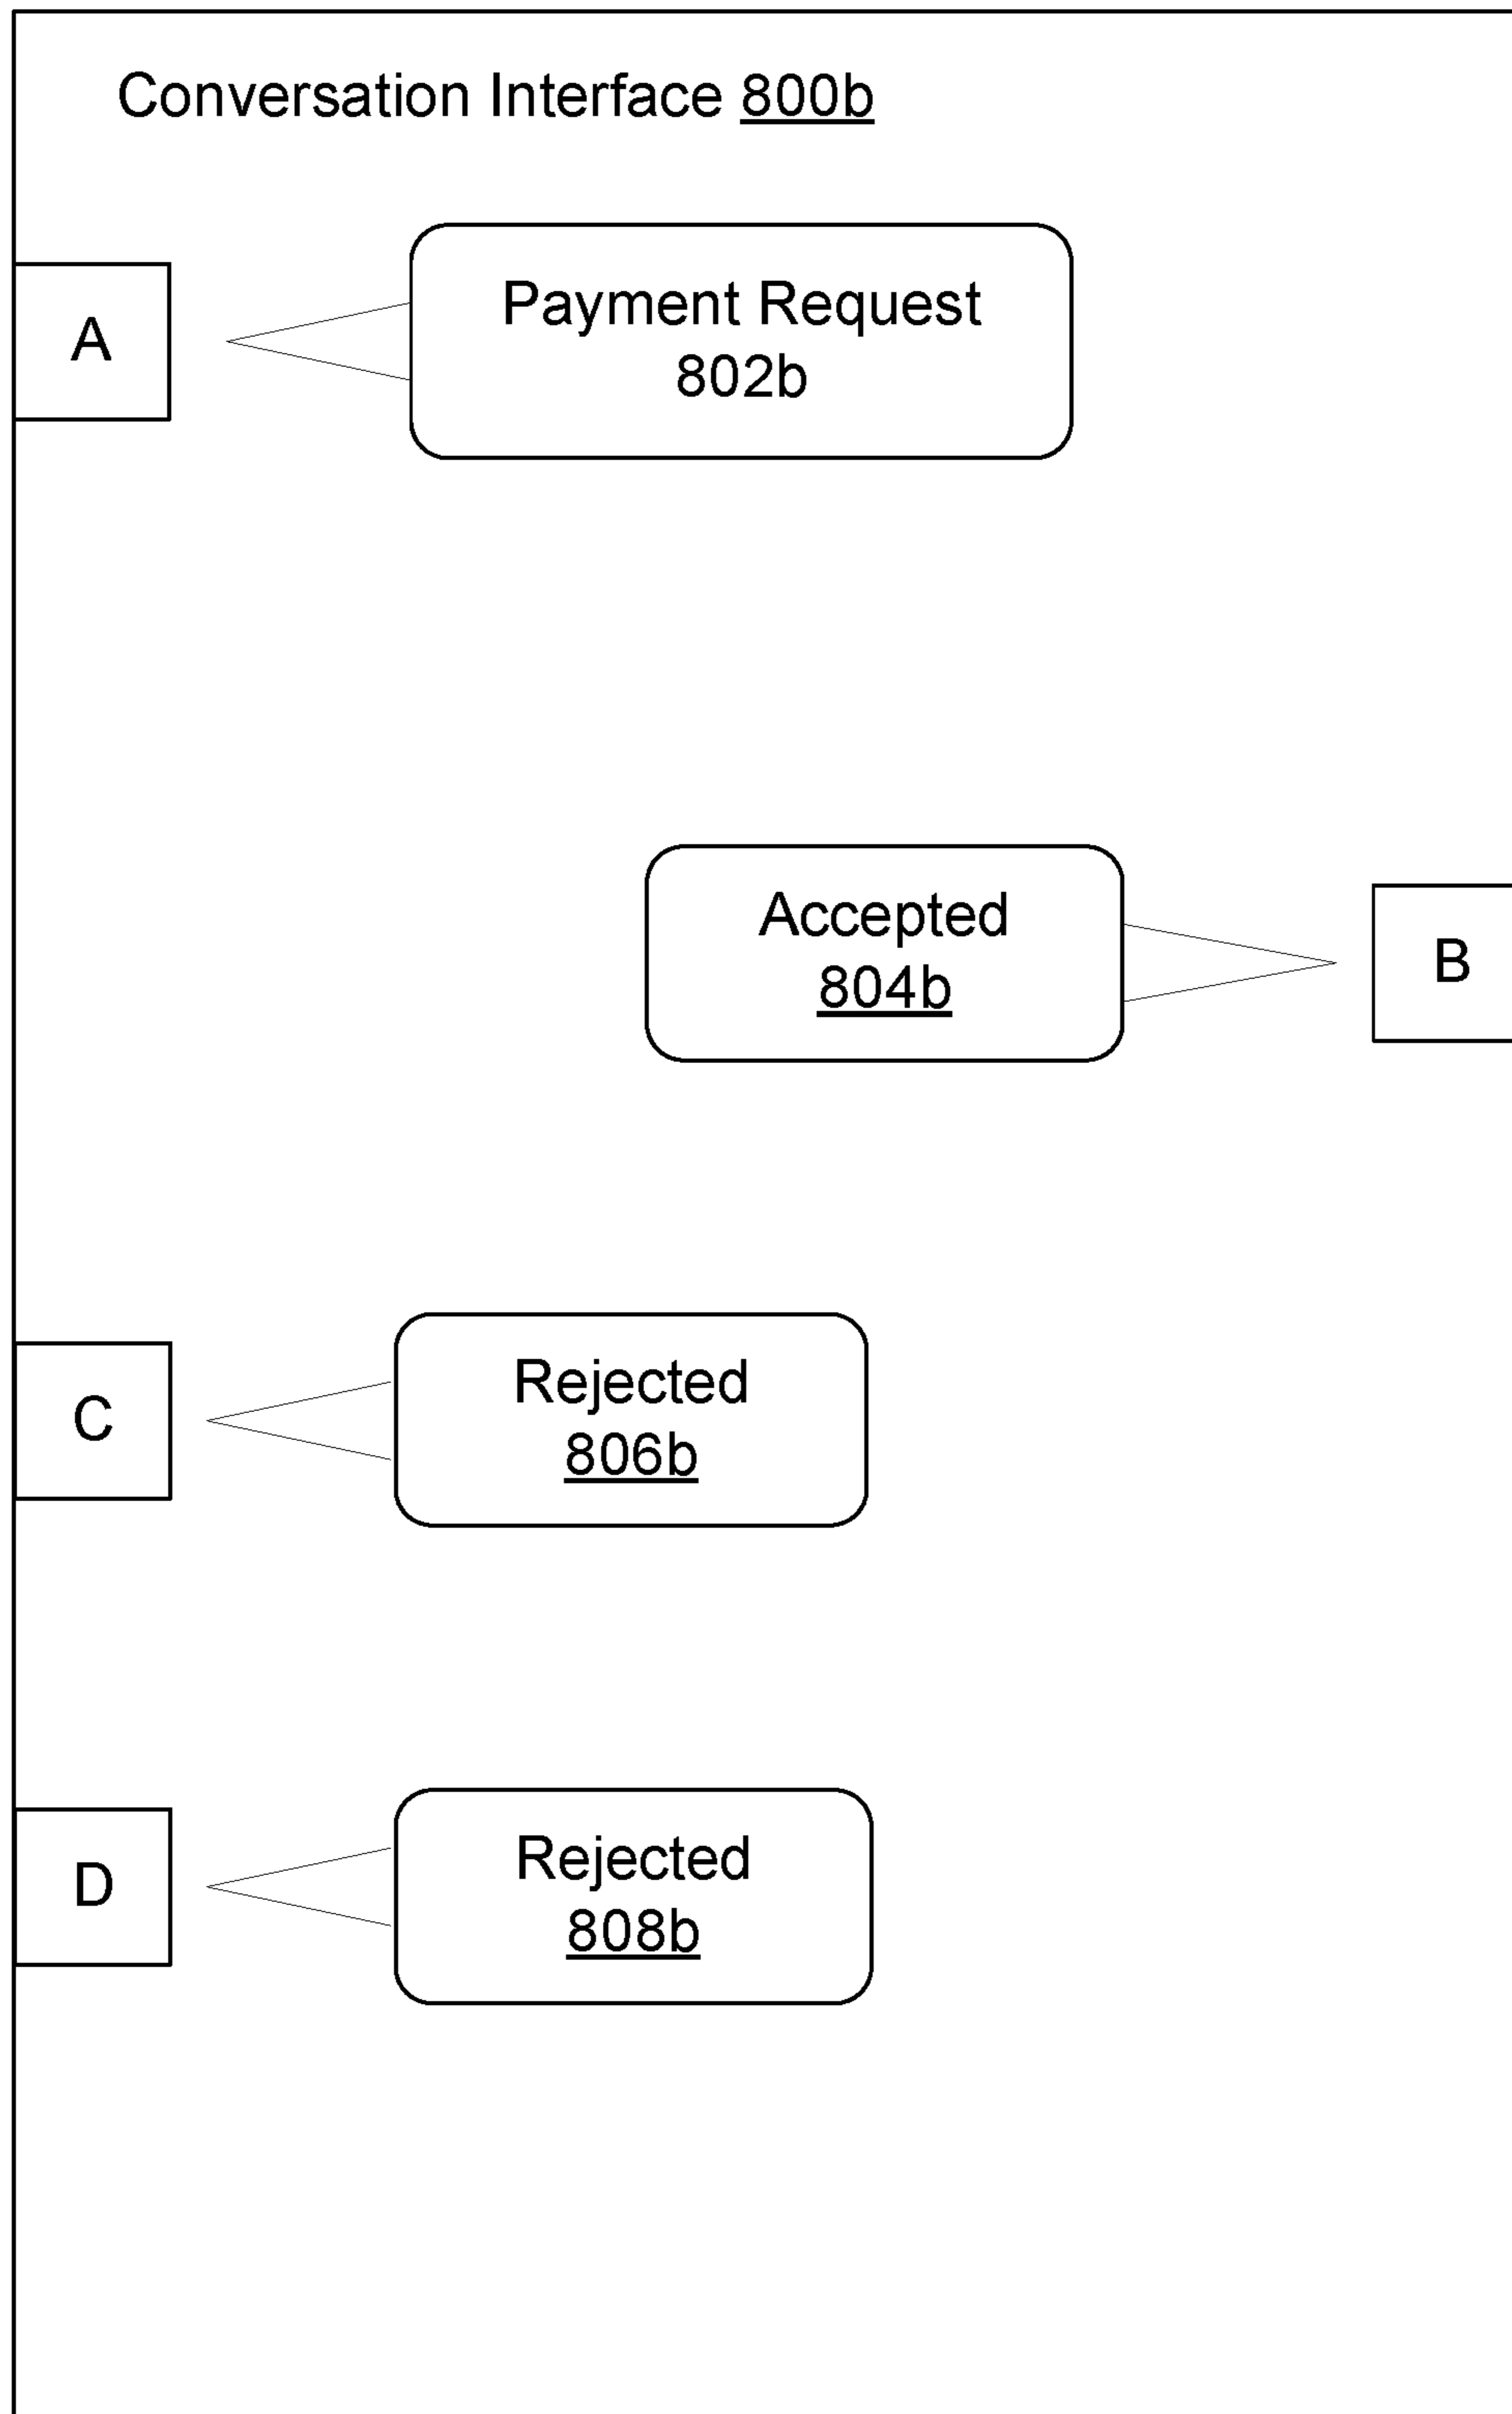 Conversation Interface 800b
A
Payment Request
802b
Accepted
804b
B
C
Rejected
806b
D
Rejected
808b